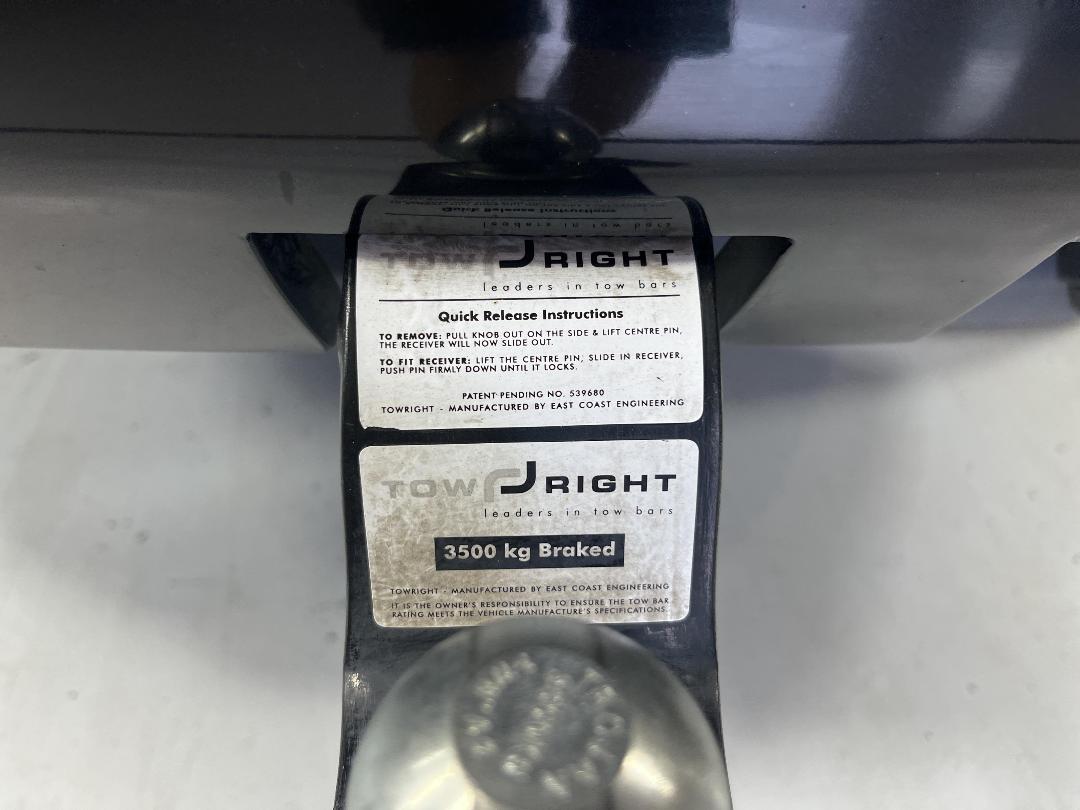 TOW RIGHT
leaders in tow bars
Quick Release Instructions
TO REMOVE: PULL KNOB OUT ON THE SIDE & LIFT CENTRE PIN,
THE RECEIVER WILL NOW SLIDE OUT.
TO FIT RECEIVER: LIFT THE CENTRE PIN, SLIDE IN RECEIVER,
PUSH PIN FIRMLY DOWN UNTIL IT LOCKS.
PATENT PENDING NO. 539680
TOWRIGHT - MANUFACTURED BY EAST COAST ENGINEERING
TOW RIGHT
leaders in tow bars
3500 kg Braked
TOWRIGHT - MANUFACTURED BY EAST COAST ENGINEERING
IT IS THE OWNER'S RESPONSIBILITY TO ENSURE THE TOW BAR
RATING MEETS THE VEHICLE MANUFACTURE'S SPECIFICATIONS.